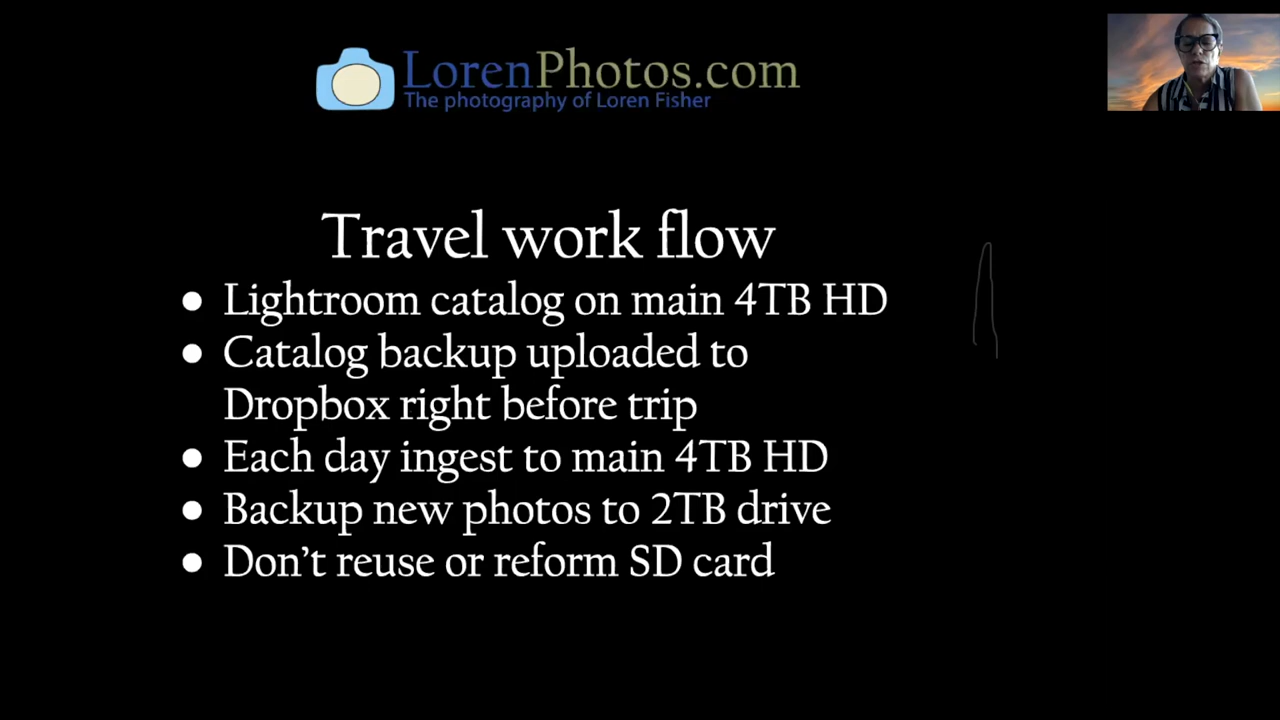 LorenPhotos.com
The photography of Loren Fisher
Travel work flow
● Lightroom catalog on main 4TB HD
● Catalog backup uploaded to
Dropbox right before trip
● Each day ingest to main 4TB HD
● Backup new photos to 2TB drive
● Don't reuse or reform SD card